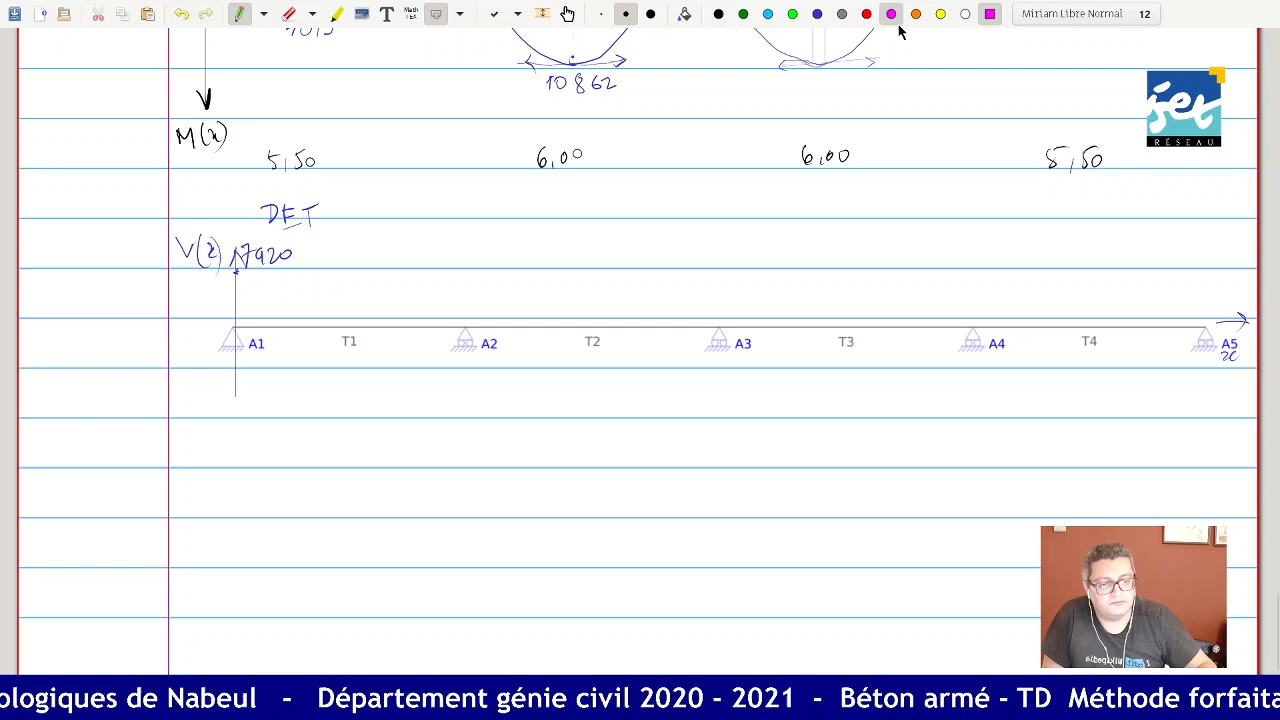 Miriam Libre Normal 12
10 862
iset
RÉSEAU
M(x)
5,50 6,00 6,00 5,50
DET
V(x) 17920
A1 T1 A2 T2 A3 T3 A4 T4 A5
x
ologiques de Nabeul - Département génie civil 2020 - 2021 - Béton armé - TD Méthode forfaita